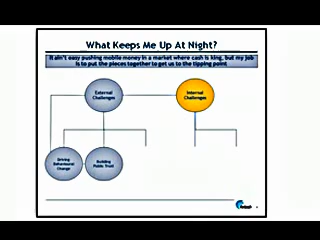 What Keeps Me Up At Night?
It ain't easy pushing mobile money in a market where cash is king, but my job
is to put the pieces together to get us to the tipping point
External
Challenges
Internal
Challenges
Driving
Behavioural
Change
Building
Public Trust